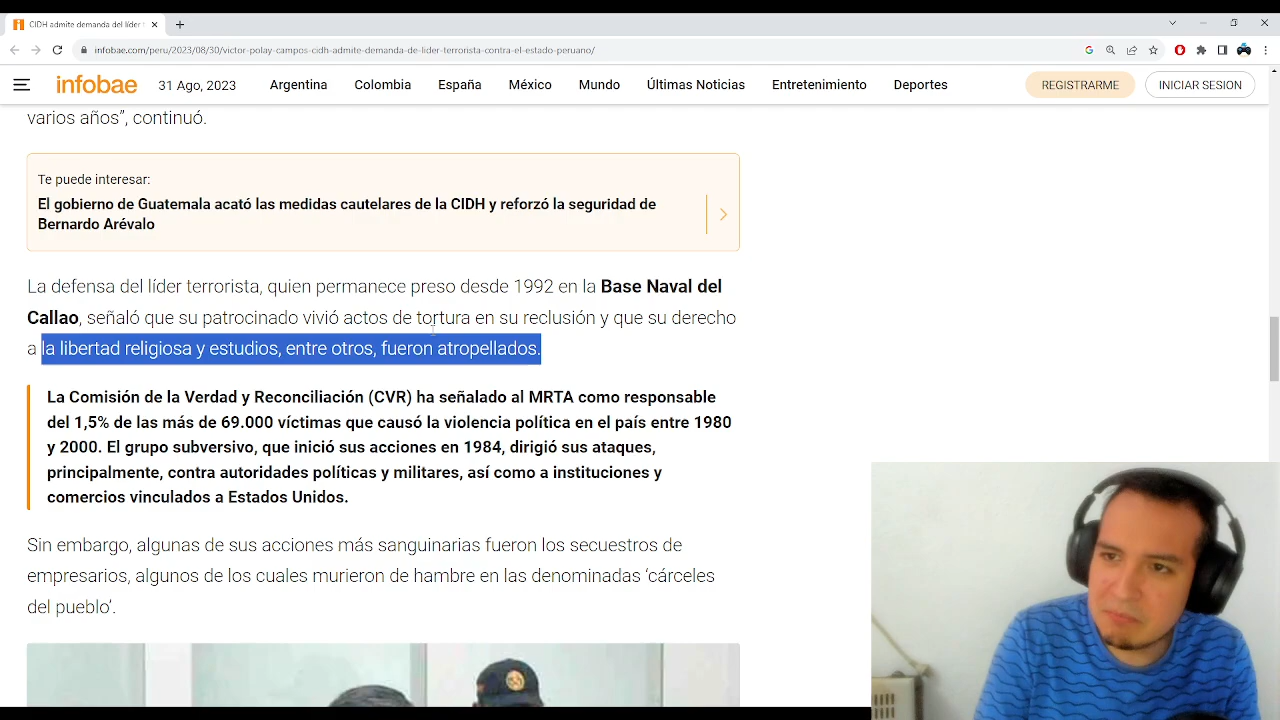 CIDH admite demanda del líder t
infobae.com/peru/2023/08/30/victor-polay-campos-cidh-admite-demanda-de-lider-terrorista-contra-el-estado-peruano/
infobae 31 Ago, 2023 Argentina Colombia España México Mundo Últimas Noticias Entretenimiento Deportes REGISTRARME INICIAR SESION
varios años”, continuó.
Te puede interesar:
El gobierno de Guatemala acató las medidas cautelares de la CIDH y reforzó la seguridad de
Bernardo Arévalo
La defensa del líder terrorista, quien permanece preso desde 1992 en la Base Naval del
Callao, señaló que su patrocinado vivió actos de tortura en su reclusión y que su derecho
a la libertad religiosa y estudios, entre otros, fueron atropellados.
La Comisión de la Verdad y Reconciliación (CVR) ha señalado al MRTA como responsable
del 1,5% de las más de 69.000 víctimas que causó la violencia política en el país entre 1980
y 2000. El grupo subversivo, que inició sus acciones en 1984, dirigió sus ataques,
principalmente, contra autoridades políticas y militares, así como a instituciones y
comercios vinculados a Estados Unidos.
Sin embargo, algunas de sus acciones más sanguinarias fueron los secuestros de
empresarios, algunos de los cuales murieron de hambre en las denominadas ‘cárceles
del pueblo’.